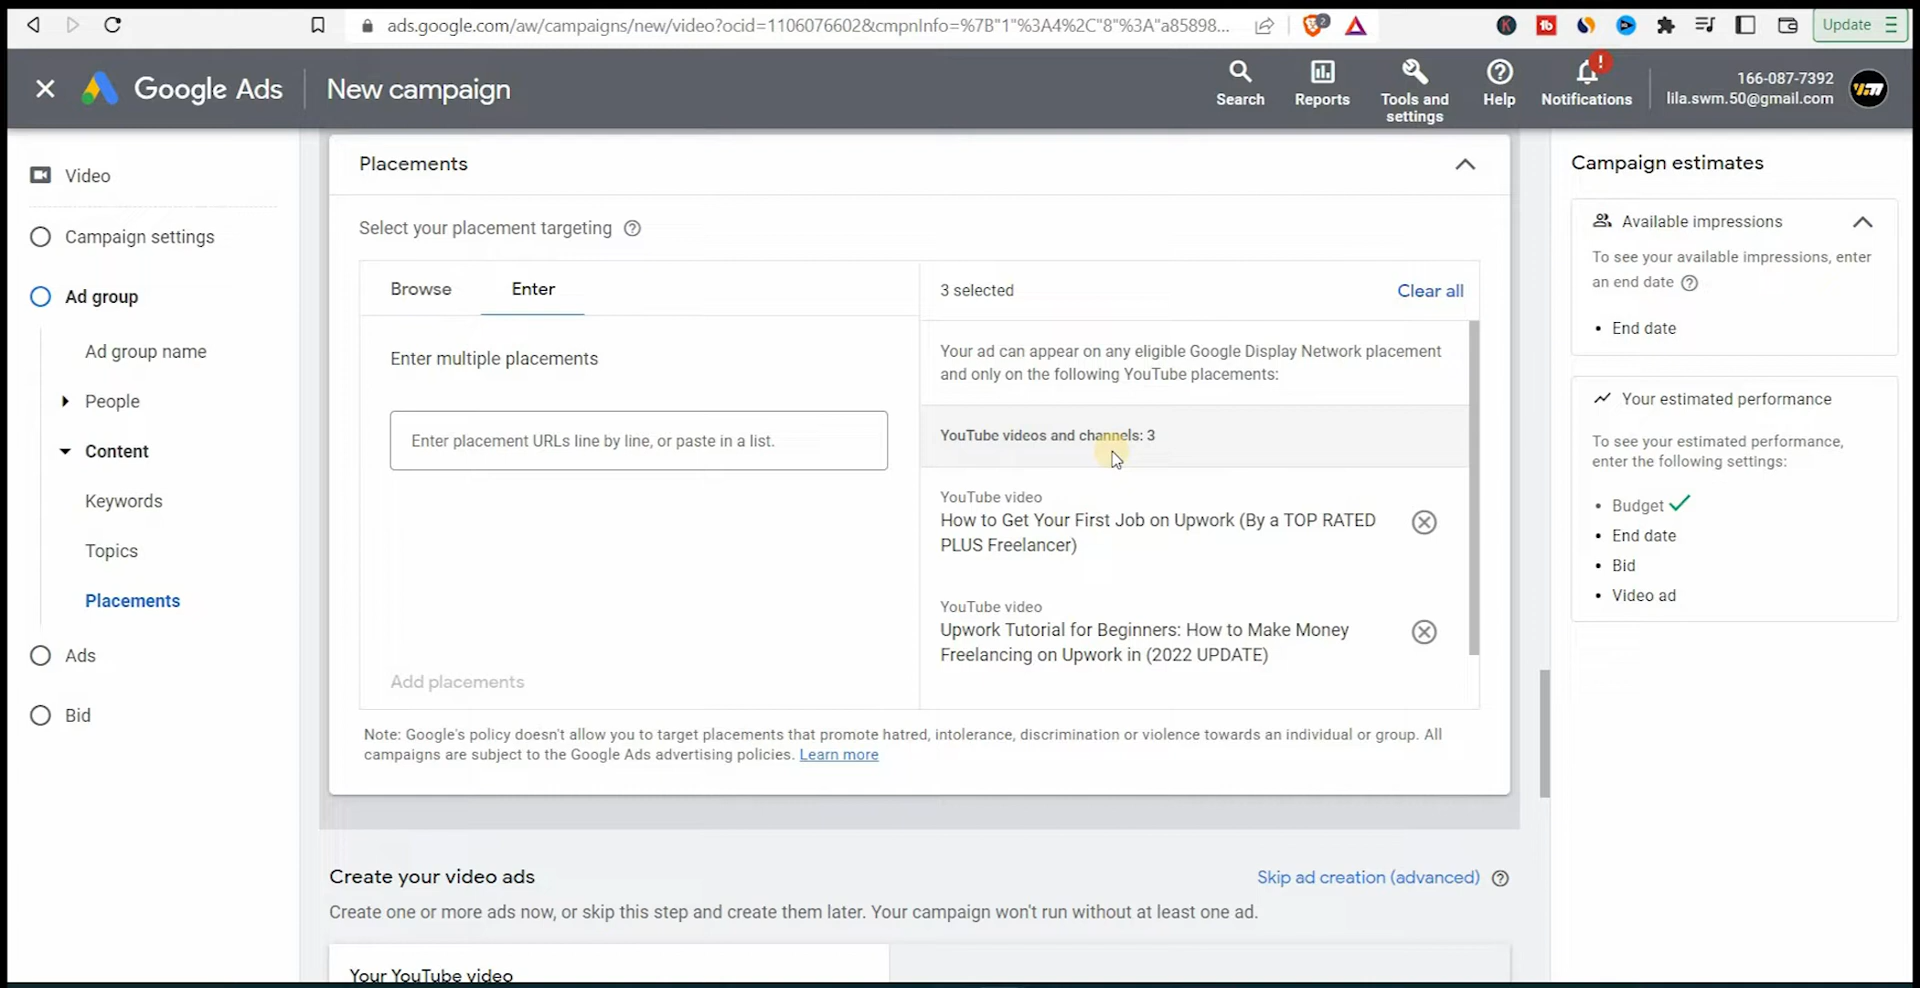 ads.google.com/aw/campaigns/new/video?ocid=1106076602&cmpnInfo=%7B"1"%3A4%2C"8"%3A"a85898...
2
K
tb
Update
Google Ads
New campaign
Search
Reports
Tools and
settings
Help
!
Notifications
166-087-7392
lila.swm.50@gmail.com
Video
Campaign settings
Ad group
Ad group name
People
Content
Keywords
Topics
Placements
Ads
Bid
Placements
Select your placement targeting
Browse
Enter
Enter multiple placements
Enter placement URLs line by line, or paste in a list.
Add placements
3 selected
Clear all
Your ad can appear on any eligible Google Display Network placement
and only on the following YouTube placements:
YouTube videos and channels: 3
YouTube video
How to Get Your First Job on Upwork (By a TOP RATED
PLUS Freelancer)
YouTube video
Upwork Tutorial for Beginners: How to Make Money
Freelancing on Upwork in (2022 UPDATE)
Note: Google's policy doesn't allow you to target placements that promote hatred, intolerance, discrimination or violence towards an individual or group. All
campaigns are subject to the Google Ads advertising policies. Learn more
Create your video ads
Skip ad creation (advanced)
Create one or more ads now, or skip this step and create them later. Your campaign won't run without at least one ad.
Your YouTube video
Campaign estimates
Available impressions
To see your available impressions, enter
an end date
• End date
Your estimated performance
To see your estimated performance,
enter the following settings:
• Budget
• End date
• Bid
• Video ad